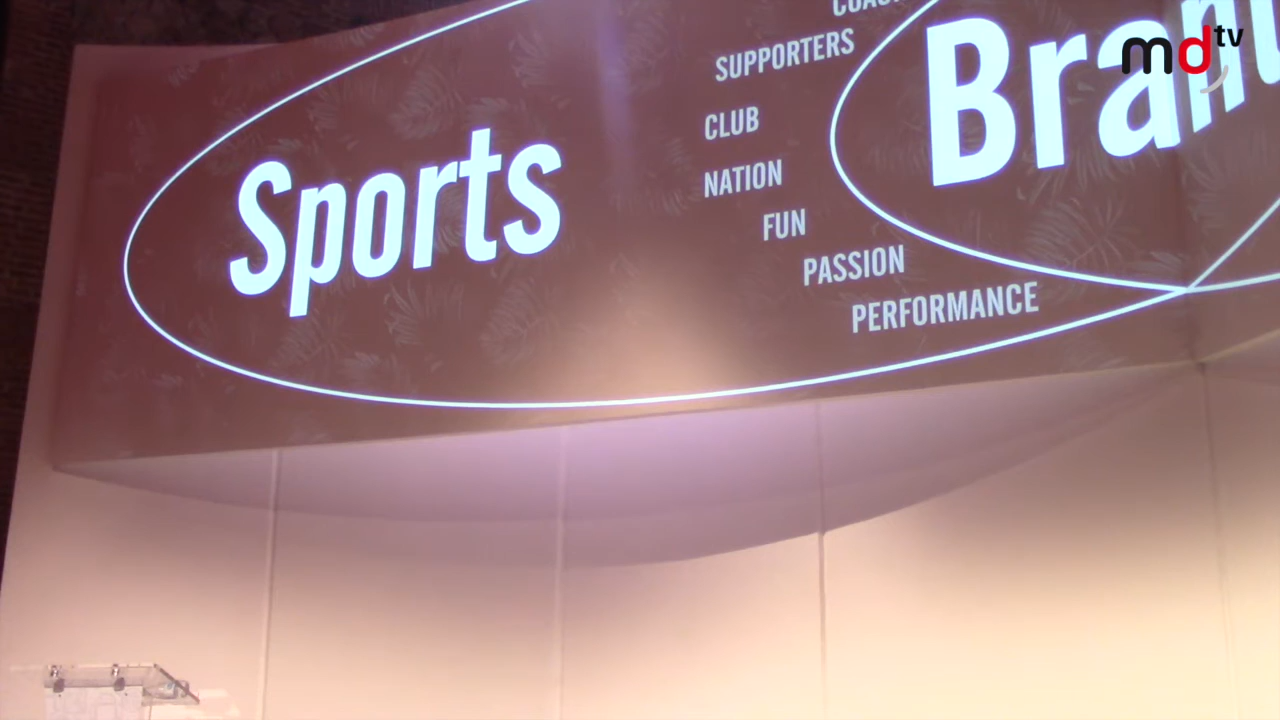 SUPPORTERS
CLUB
NATION
FUN
PASSION
PERFORMANCE
Sports
mdtv